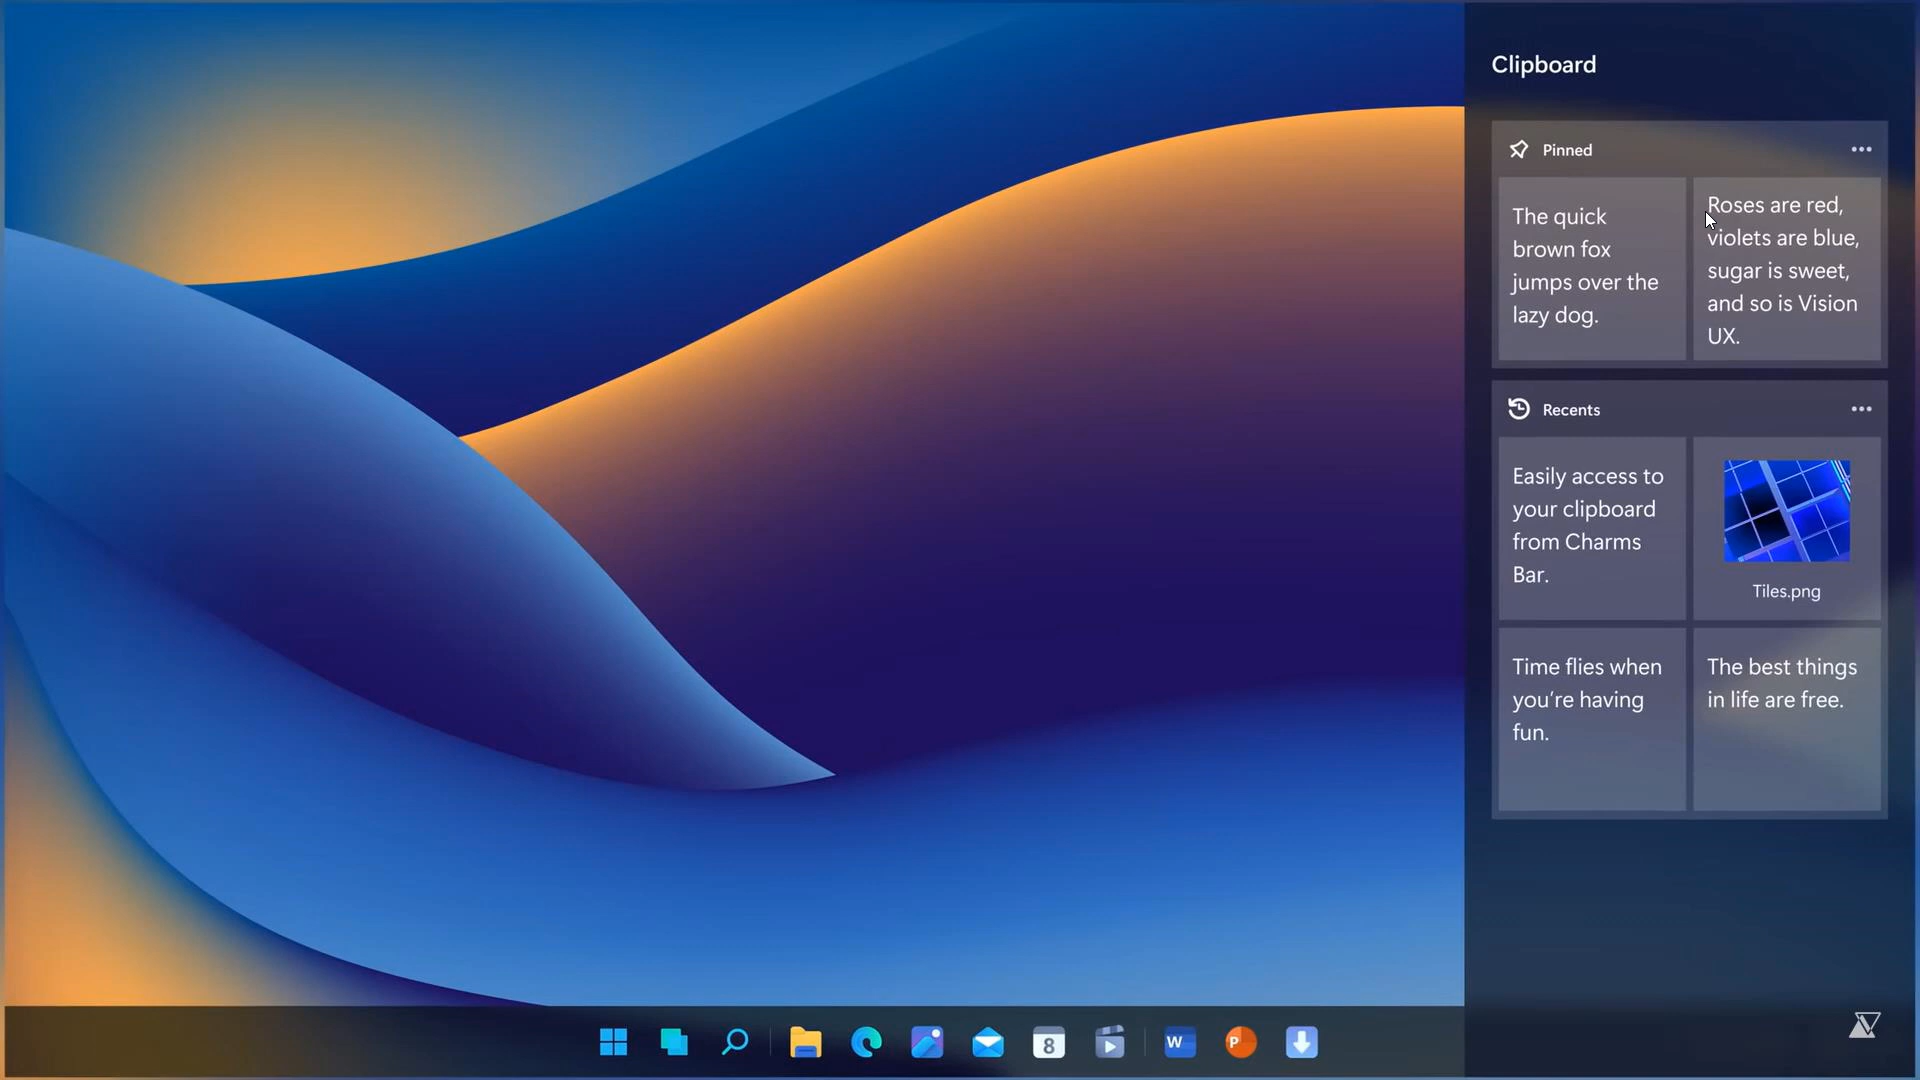 Clipboard
Pinned
The quick
brown fox
jumps over the
lazy dog.
Roses are red,
violets are blue,
sugar is sweet,
and so is Vision
UX.
Recents
Easily access to
your clipboard
from Charms
Bar.
Tiles.png
Time flies when
you’re having
fun.
The best things
in life are free.
8
W
P